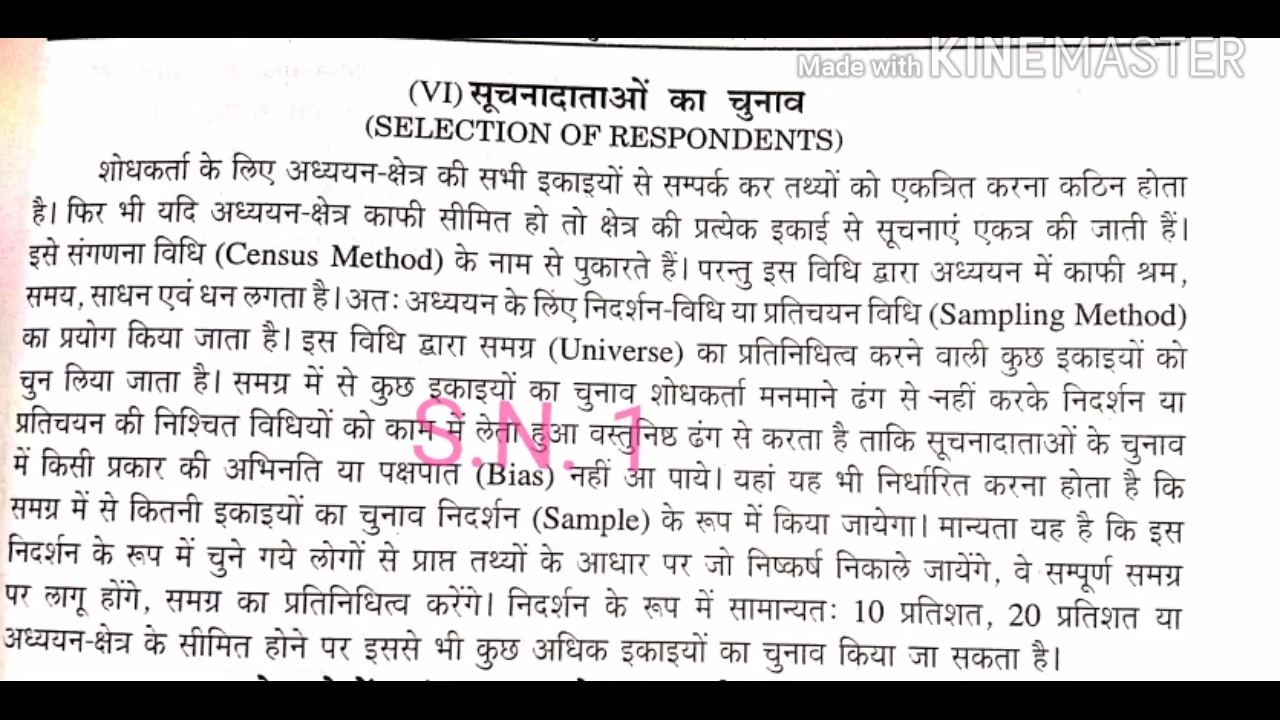 Made with KINEMASTER
(VI) सूचनादाताओं का चुनाव
(SELECTION OF RESPONDENTS)
शोधकर्ता के लिए अध्ययन-क्षेत्र की सभी इकाइयों से सम्पर्क कर तथ्यों को एकत्रित करना कठिन होता
है। फिर भी यदि अध्ययन-क्षेत्र काफी सीमित हो तो क्षेत्र की प्रत्येक इकाई से सूचनाएं एकत्र की जाती हैं।
इसे संगणना विधि (Census Method) के नाम से पुकारते हैं। परन्तु इस विधि द्वारा अध्ययन में काफी श्रम,
समय, साधन एवं धन लगता है। अतः अध्ययन के लिए निदर्शन-विधि या प्रतिचयन विधि (Sampling Method)
का प्रयोग किया जाता है। इस विधि द्वारा समग्र (Universe) का प्रतिनिधित्व करने वाली कुछ इकाइयों को
चुन लिया जाता है। समग्र में से कुछ इकाइयों का चुनाव शोधकर्ता मनमाने ढंग से नहीं करके निदर्शन या
प्रतिचयन की निश्चित विधियों को काम में लेता हुआ वस्तुनिष्ठ ढंग से करता है ताकि सूचनादाताओं के चुनाव
S.N. 1
में किसी प्रकार की अभिनति या पक्षपात (Bias) नहीं आ पाये। यहां यह भी निर्धारित करना होता है कि
समग्र में से कितनी इकाइयों का चुनाव निदर्शन (Sample) के रूप में किया जायेगा। मान्यता यह है कि इस
निदर्शन के रूप में चुने गये लोगों से प्राप्त तथ्यों के आधार पर जो निष्कर्ष निकाले जायेंगे, वे सम्पूर्ण समग्र
पर लागू होंगे, समग्र का प्रतिनिधित्व करेंगे। निदर्शन के रूप में सामान्यतः 10 प्रतिशत, 20 प्रतिशत या
अध्ययन-क्षेत्र के सीमित होने पर इससे भी कुछ अधिक इकाइयों का चुनाव किया जा सकता है।